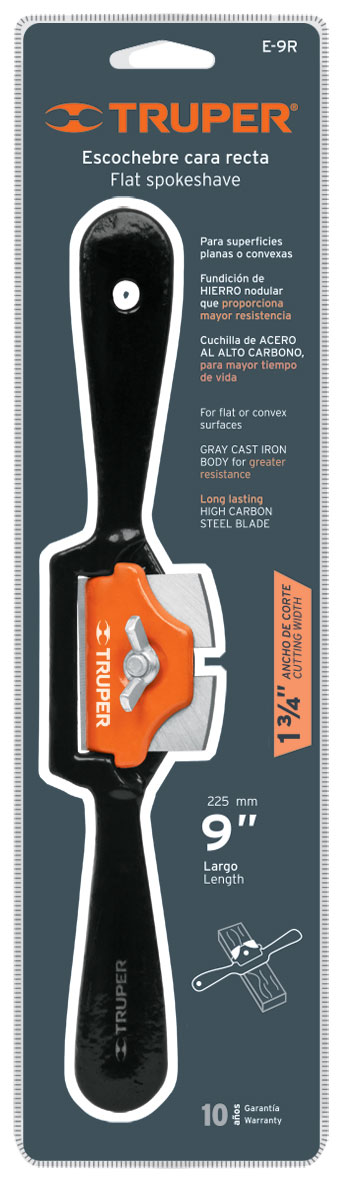 E-9R
TRUPER®
Escochebre cara recta
Flat spokeshave
Para superficies
planas o convexas
Fundición de
HIERRO nodular
que proporciona
mayor resistencia
Cuchilla de ACERO
AL ALTO CARBONO,
para mayor tiempo
de vida
For flat or convex
surfaces
GRAY CAST IRON
BODY for greater
resistance
Long lasting
HIGH CARBON
STEEL BLADE
TRUPER
1 3/4" ANCHO DE CORTE
CUTTING WIDTH
225 mm
9"
Largo
Length
TRUPER
10 años Garantía
Warranty